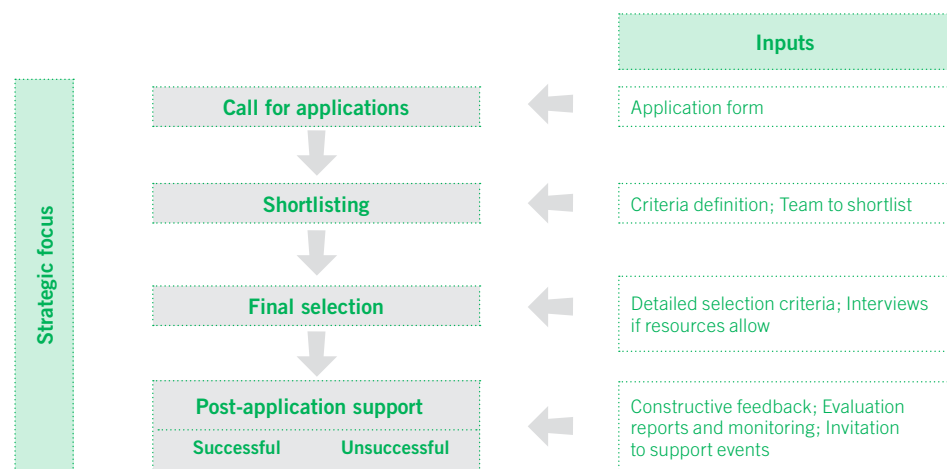 Inputs
Strategic focus
Call for applications
Application form
Shortlisting
Criteria definition; Team to shortlist
Final selection
Detailed selection criteria; Interviews
if resources allow
Post-application support
Successful Unsuccessful
Constructive feedback; Evaluation
reports and monitoring; Invitation
to support events